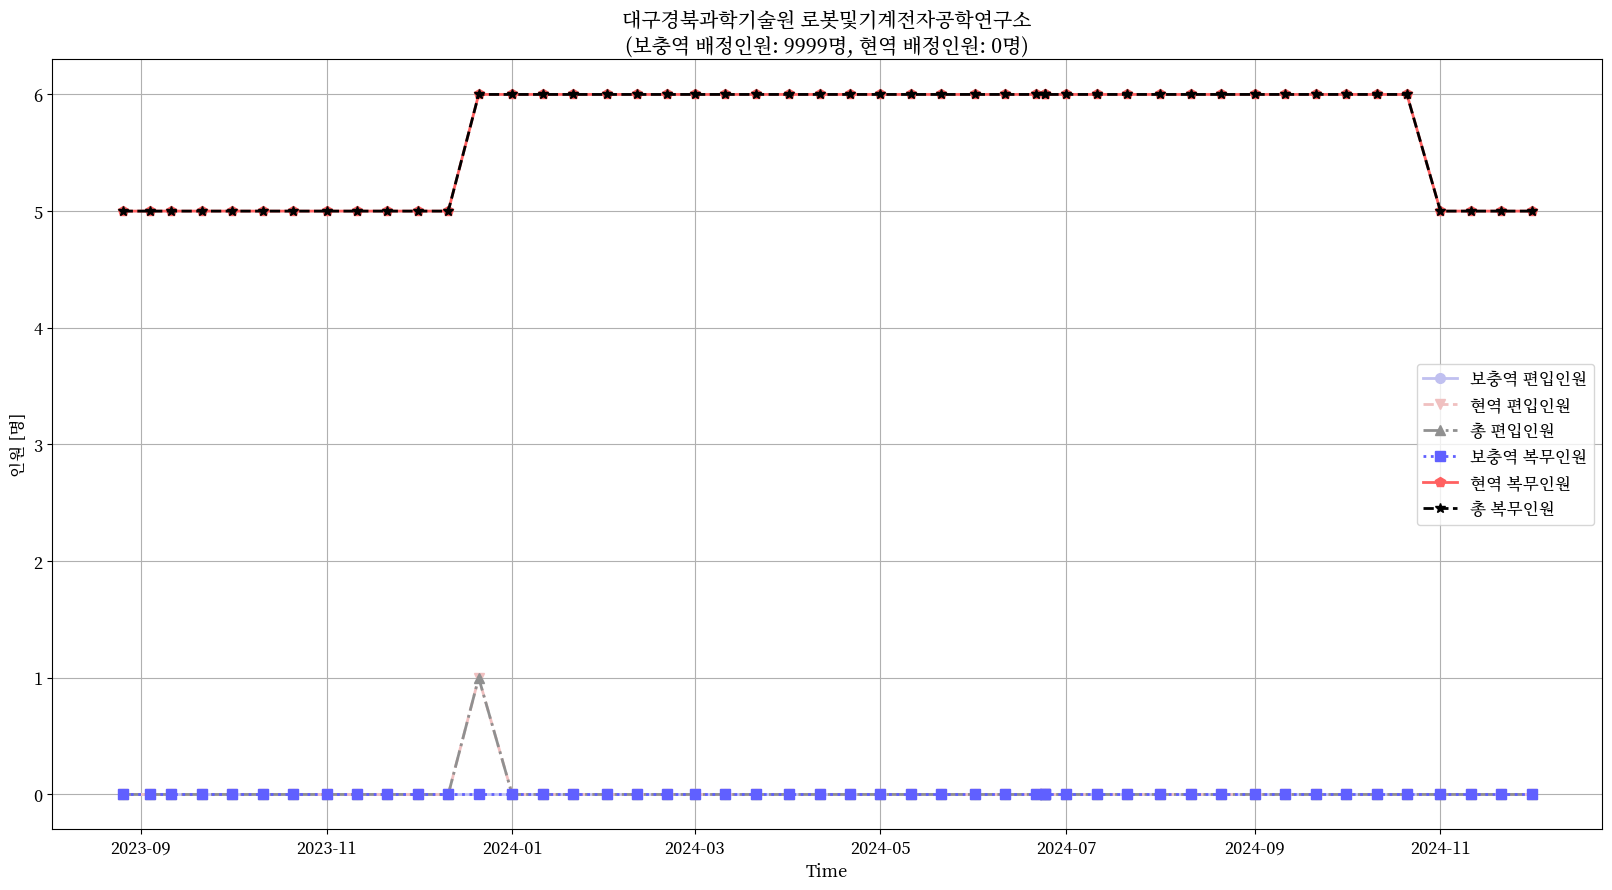 대구경북과학기술원 로봇및기계전자공학연구소
(보충역 배정인원: 9999명, 현역 배정인원: 0명)
6
5
4
3
2
1
0
인원 [명]
보충역 편입인원
현역 편입인원
총 편입인원
보충역 복무인원
현역 복무인원
총 복무인원
2023-09 2023-11 2024-01 2024-03 2024-05 2024-07 2024-09 2024-11
Time